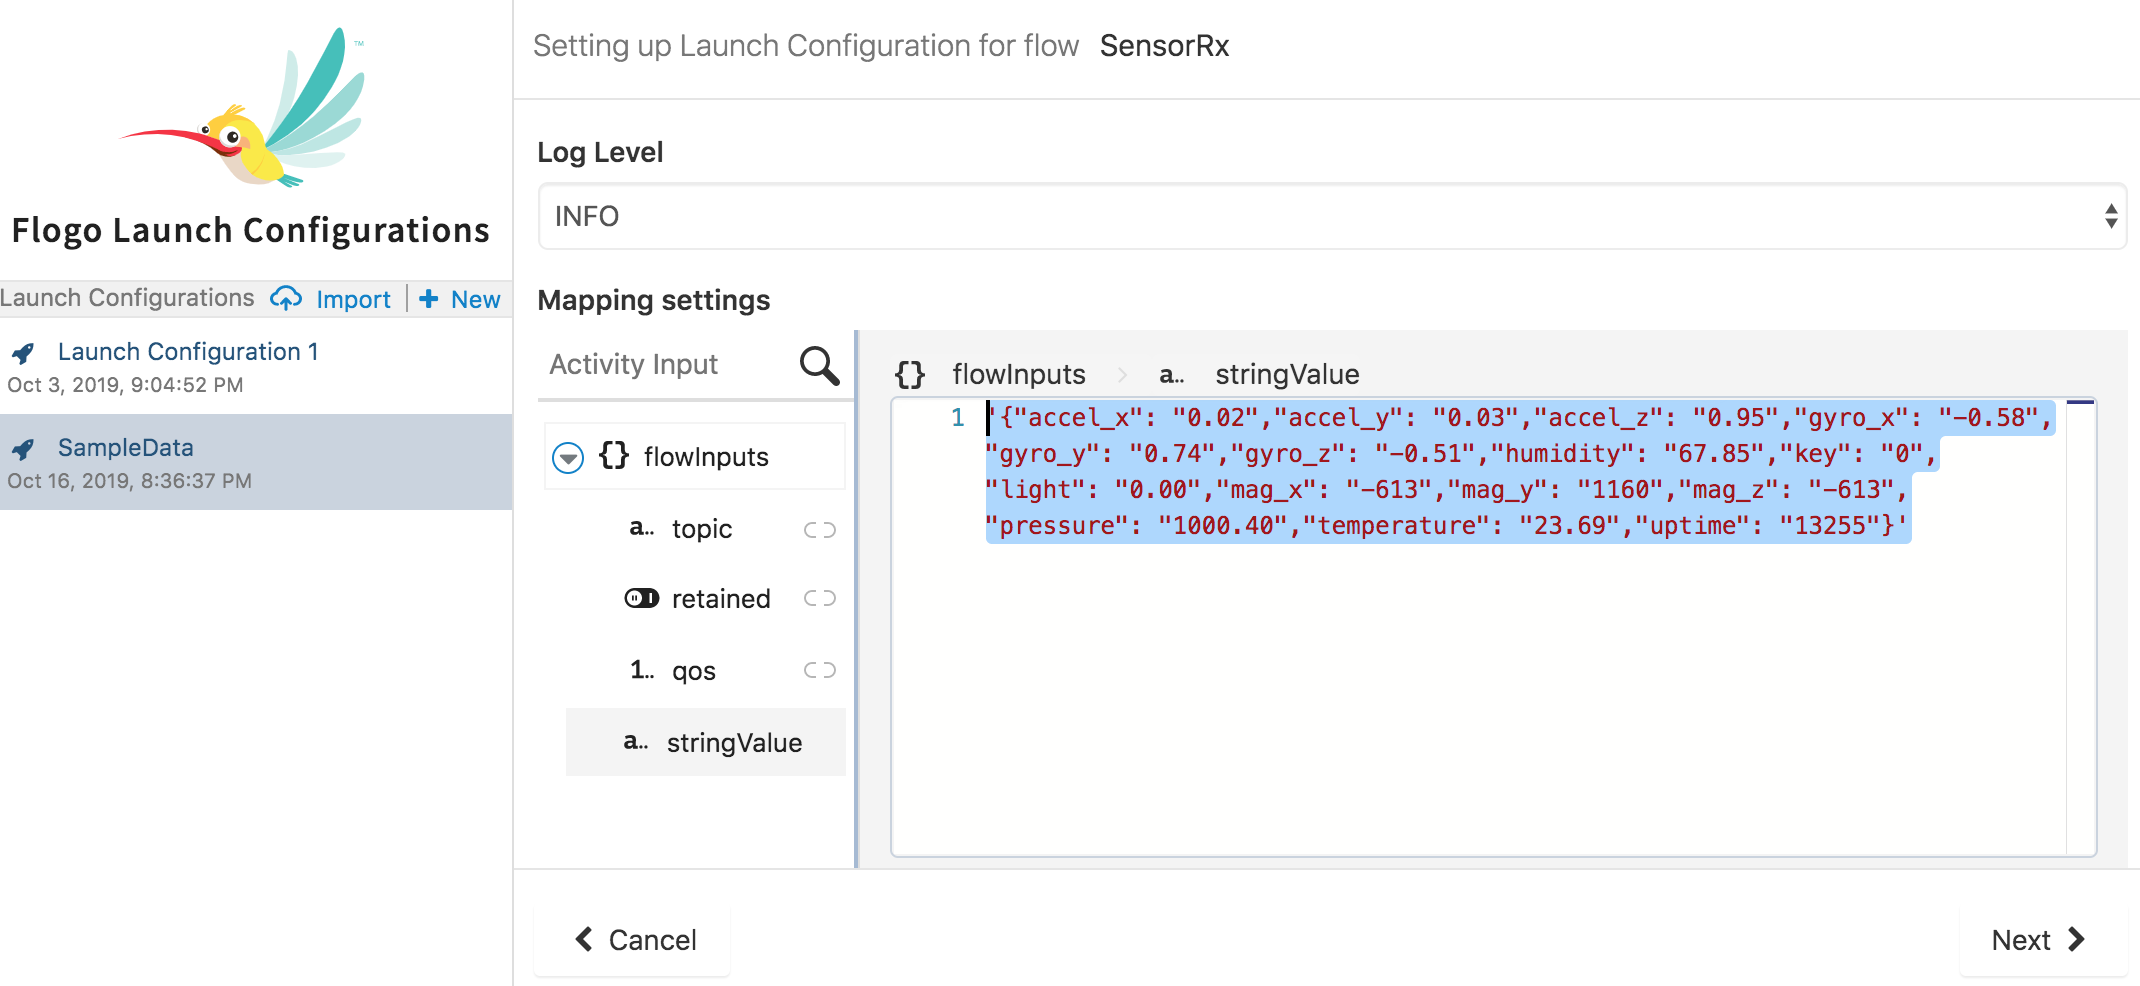 TM
Flogo Launch Configurations
Launch Configurations Import + New
Launch Configuration 1
Oct 3, 2019, 9:04:52 PM
SampleData
Oct 16, 2019, 8:36:37 PM
Setting up Launch Configuration for flow SensorRx
Log Level
INFO
Mapping settings
Activity Input
{} flowInputs
a.. topic
retained
1.. qos
a.. stringValue
{} flowInputs > a.. stringValue
1 '{"accel_x": "0.02","accel_y": "0.03","accel_z": "0.95","gyro_x": "-0.58",
"gyro_y": "0.74","gyro_z": "-0.51","humidity": "67.85","key": "0",
"light": "0.00","mag_x": "-613","mag_y": "1160","mag_z": "-613",
"pressure": "1000.40","temperature": "23.69","uptime": "13255"}'
Cancel
Next